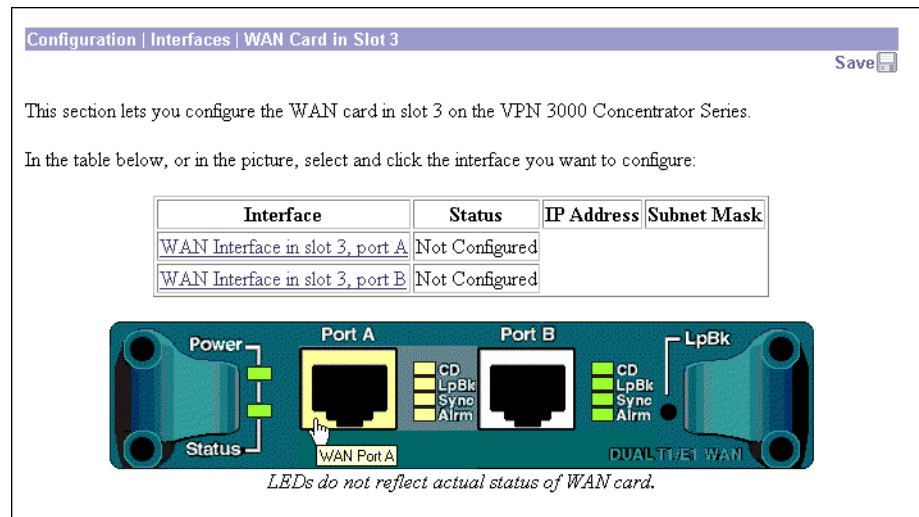 Configuration | Interfaces | WAN Card in Slot 3
Save
This section lets you configure the WAN card in slot 3 on the VPN 3000 Concentrator Series.
In the table below, or in the picture, select and click the interface you want to configure:
Interface Status IP Address Subnet Mask
WAN Interface in slot 3, port A Not Configured
WAN Interface in slot 3, port B Not Configured
Power Port A Port B LpBk
CD CD
LpBk LpBk
Sync Sync
Alrm Alrm
Status WAN Port A DUAL T1/E1 WAN
LEDs do not reflect actual status of WAN card.